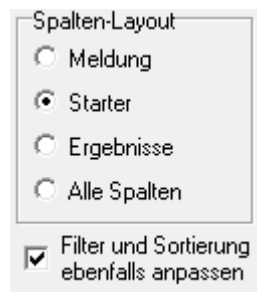 Spalten-Layout
Meldung
Starter
Ergebnisse
Alle Spalten
Filter und Sortierung
ebenfalls anpassen